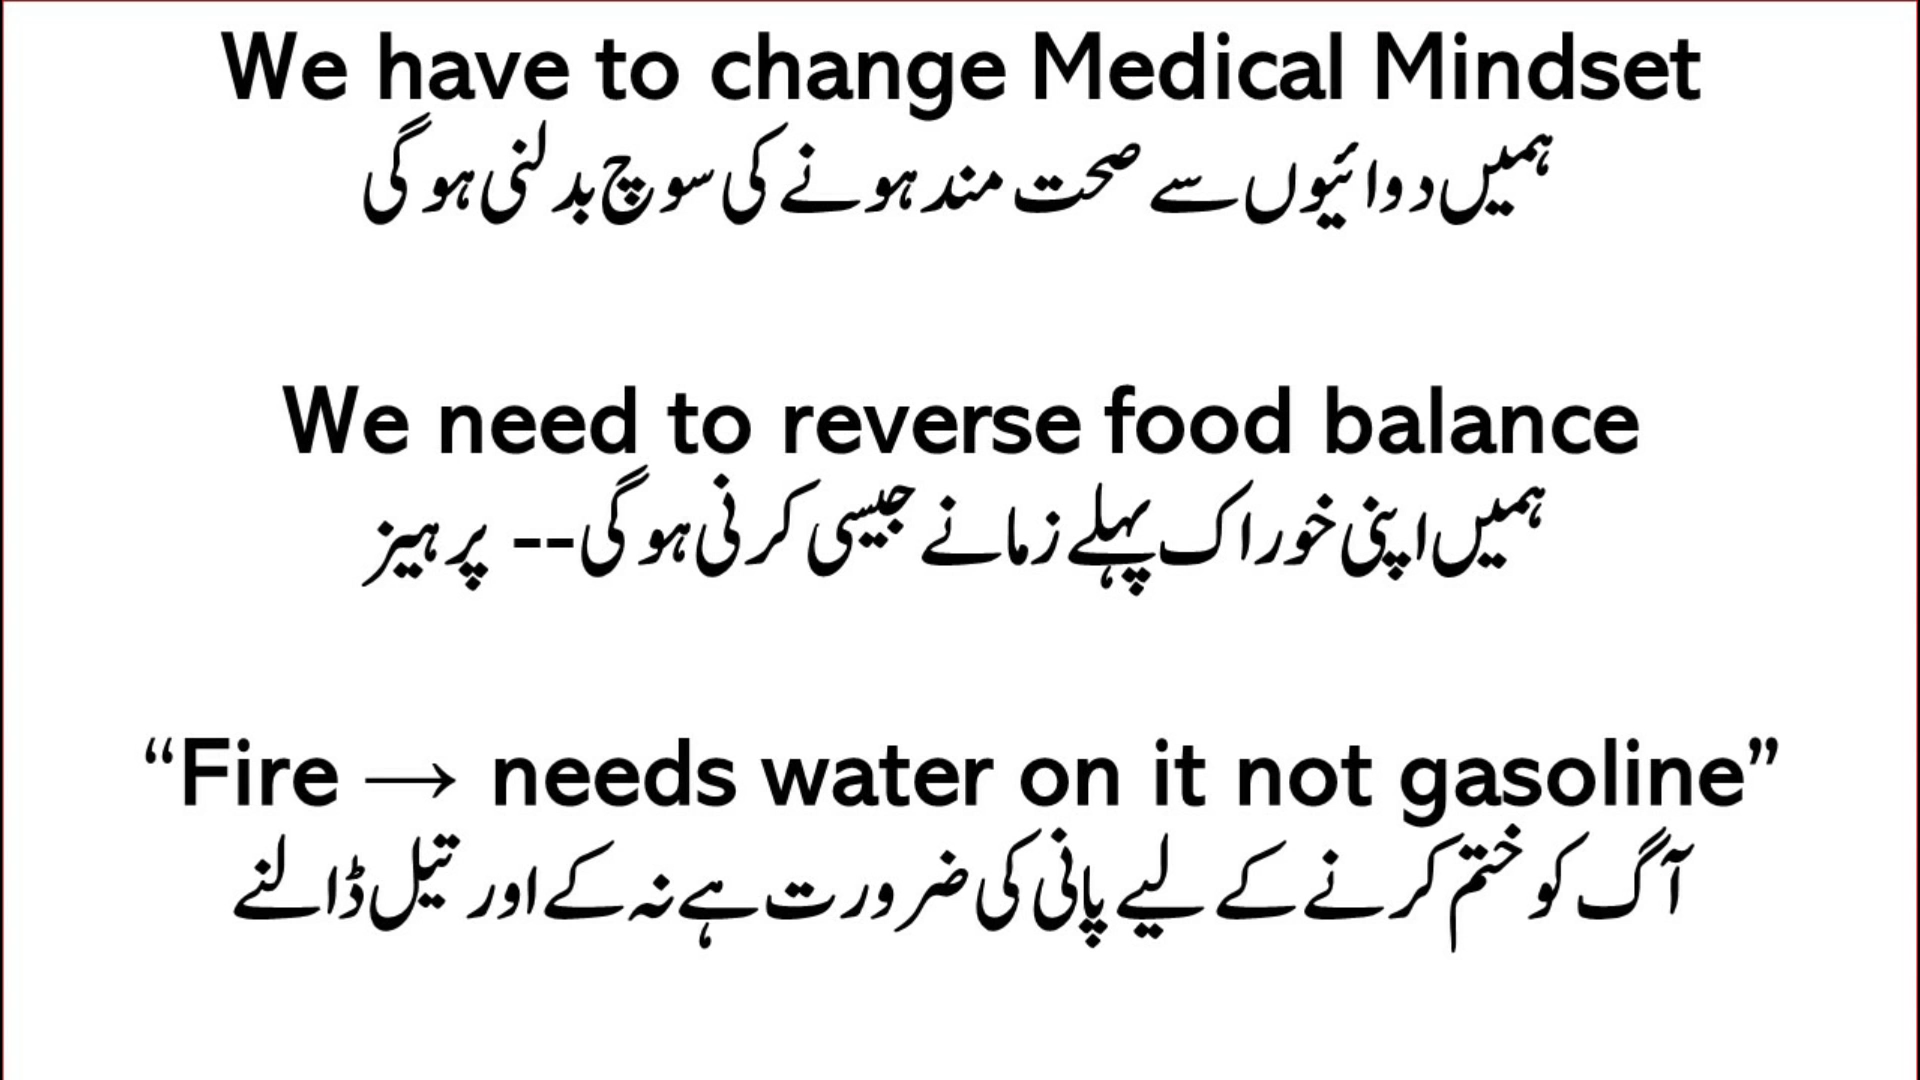 We have to change Medical Mindset
ہمیں دوائیوں سے صحت مند ہونے کی سوچ بدلنی ہو گی
We need to reverse food balance
ہمیں اپنی خوراک پہلے زمانے جیسی کرنی ہو گی-- پرہیز
“Fire → needs water on it not gasoline”
آگ کو ختم کرنے کے لیے پانی کی ضرورت ہے نہ کے اور تیل ڈالنے